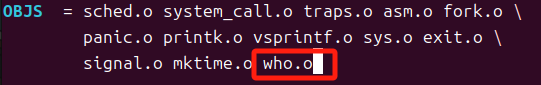 OBJS = sched.o system_call.o traps.o asm.o fork.o \
panic.o printk.o vsprintf.o sys.o exit.o \
signal.o mktime.o who.o